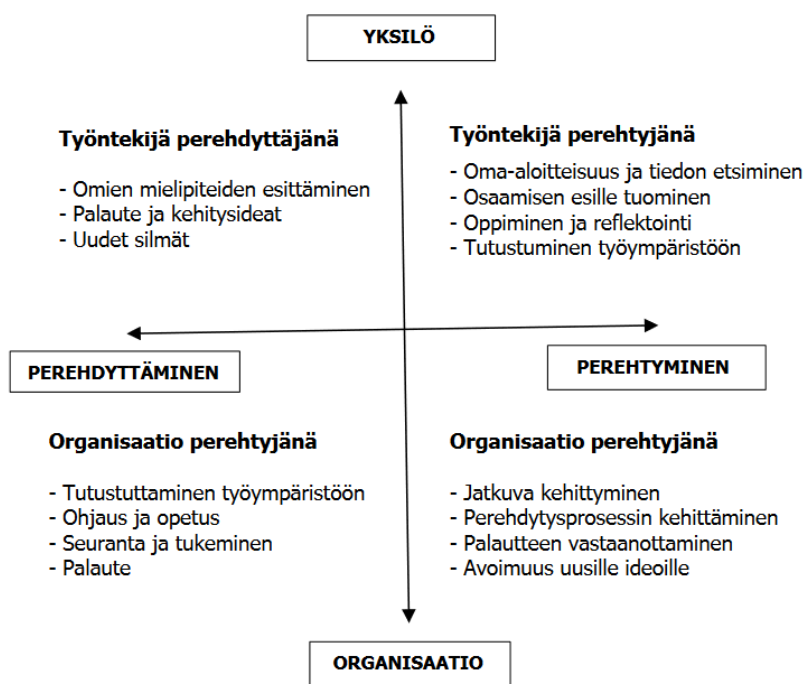 YKSILÖ
Työntekijä perehdyttäjänä
- Omien mielipiteiden esittäminen
- Palaute ja kehitysideat
- Uudet silmät
Työntekijä perehtyjänä
- Oma-aloitteisuus ja tiedon etsiminen
- Osaamisen esille tuominen
- Oppiminen ja reflektointi
- Tutustuminen työympäristöön
PEREHDYTTÄMINEN
PEREHTYMINEN
Organisaatio perehtyjänä
- Tutustuttaminen työympäristöön
- Ohjaus ja opetus
- Seuranta ja tukeminen
- Palaute
Organisaatio perehtyjänä
- Jatkuva kehittyminen
- Perehdytysprosessin kehittäminen
- Palautteen vastaanottaminen
- Avoimuus uusille ideoille
ORGANISAATIO